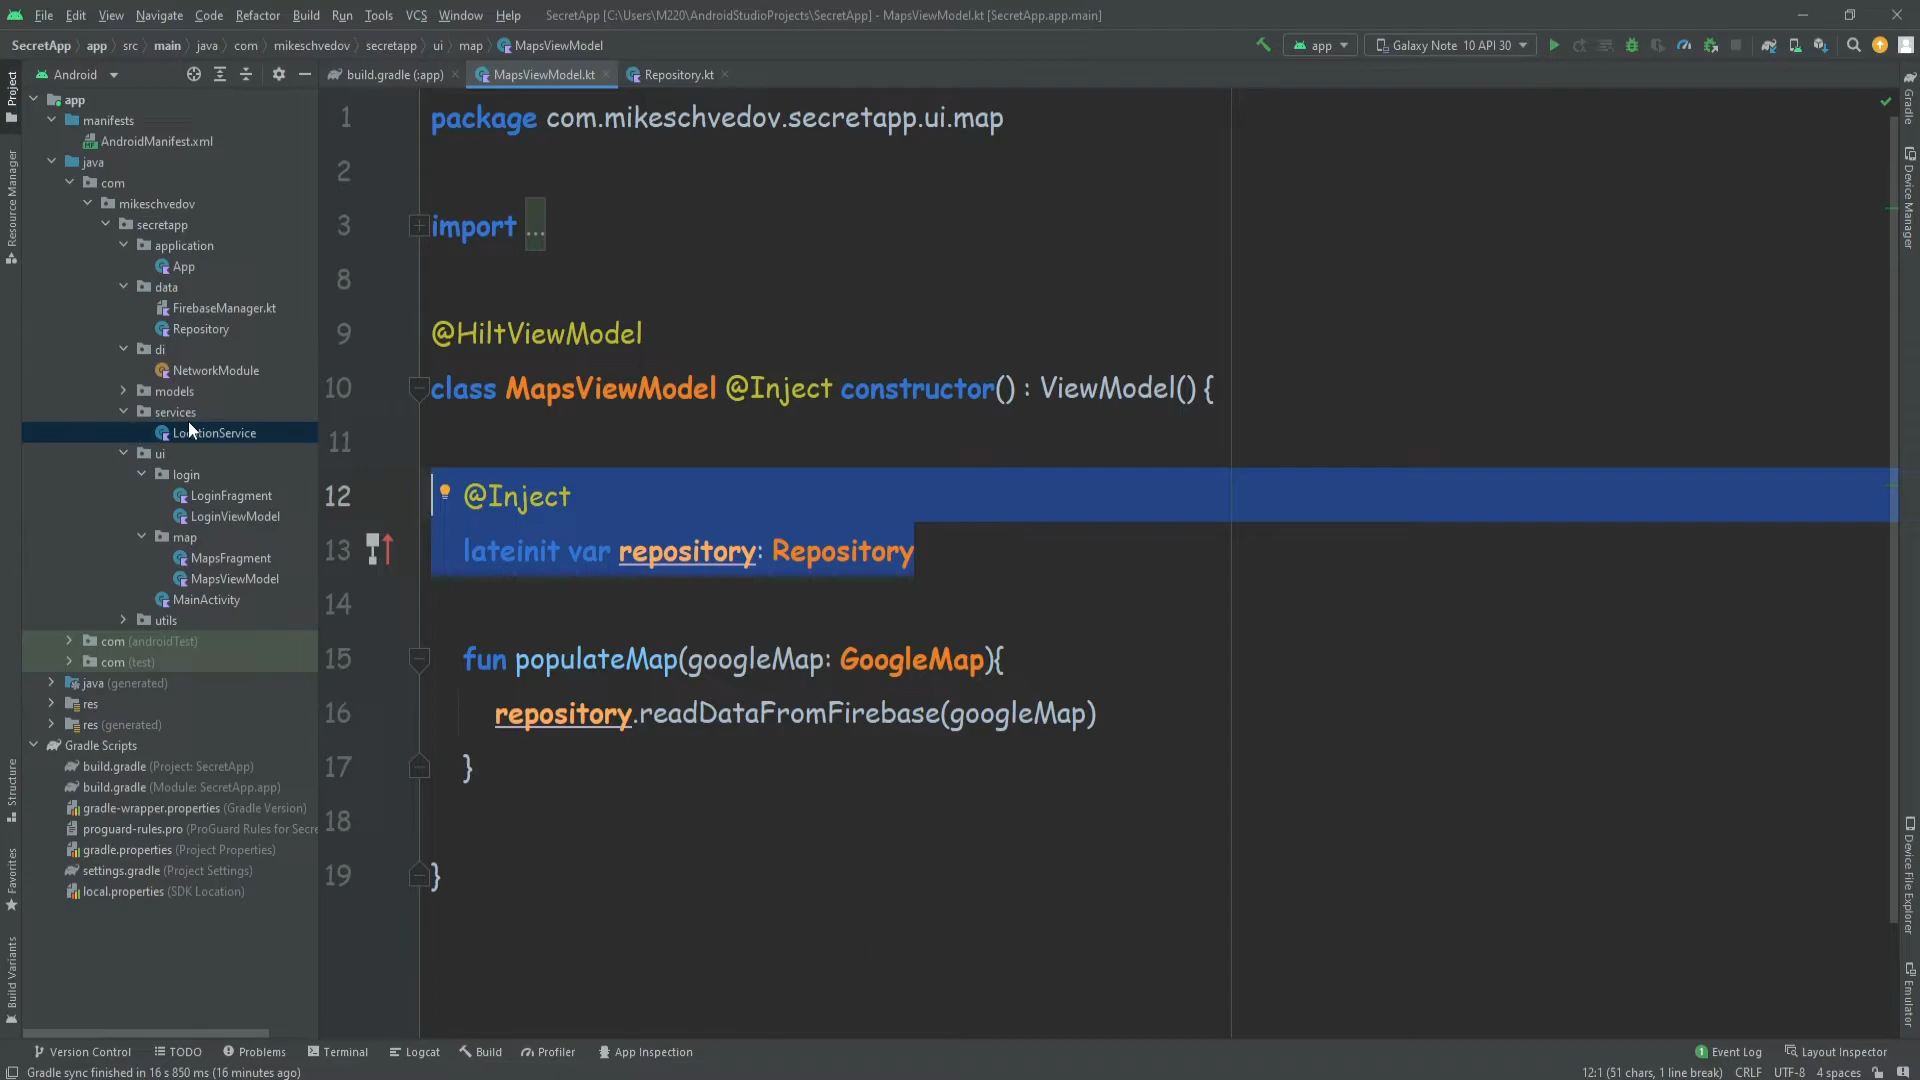 File Edit View Navigate Code Refactor Build Run Tools VCS Window Help SecretApp [C:\Users\M220\AndroidStudioProjects\SecretApp] - MapsViewModel.kt [SecretApp.app.main]
SecretApp app src main java com mikeschvedov secretapp ui map MapsViewModel app Galaxy Note 10 API 30
Android build.gradle (:app) MapsViewModel.kt Repository.kt
Project
Resource Manager
Structure
Favorites
Build Variants
app
manifests
AndroidManifest.xml
java
com
mikeschvedov
secretapp
application
App
data
FirebaseManager.kt
Repository
di
NetworkModule
models
services
LocationService
ui
login
LoginFragment
LoginViewModel
map
MapsFragment
MapsViewModel
MainActivity
utils
com (androidTest)
com (test)
java (generated)
res
res (generated)
Gradle Scripts
build.gradle (Project: SecretApp)
build.gradle (Module: SecretApp.app)
gradle-wrapper.properties (Gradle Version)
proguard-rules.pro (ProGuard Rules for Secre
gradle.properties (Project Properties)
settings.gradle (Project Settings)
local.properties (SDK Location)
1 package com.mikeschvedov.secretapp.ui.map
2
3 import ...
8
9 @HiltViewModel
10 class MapsViewModel @Inject constructor() : ViewModel() {
11
12 @Inject
13 lateinit var repository: Repository
14
15 fun populateMap(googleMap: GoogleMap){
16 repository.readDataFromFirebase(googleMap)
17 }
18
19 }
Gradle
Device Manager
Device File Explorer
Emulator
Version Control TODO Problems Terminal Logcat Build Profiler App Inspection 1 Event Log Layout Inspector
Gradle sync finished in 16 s 850 ms (16 minutes ago) 12:1 (51 chars, 1 line break) CRLF UTF-8 4 spaces